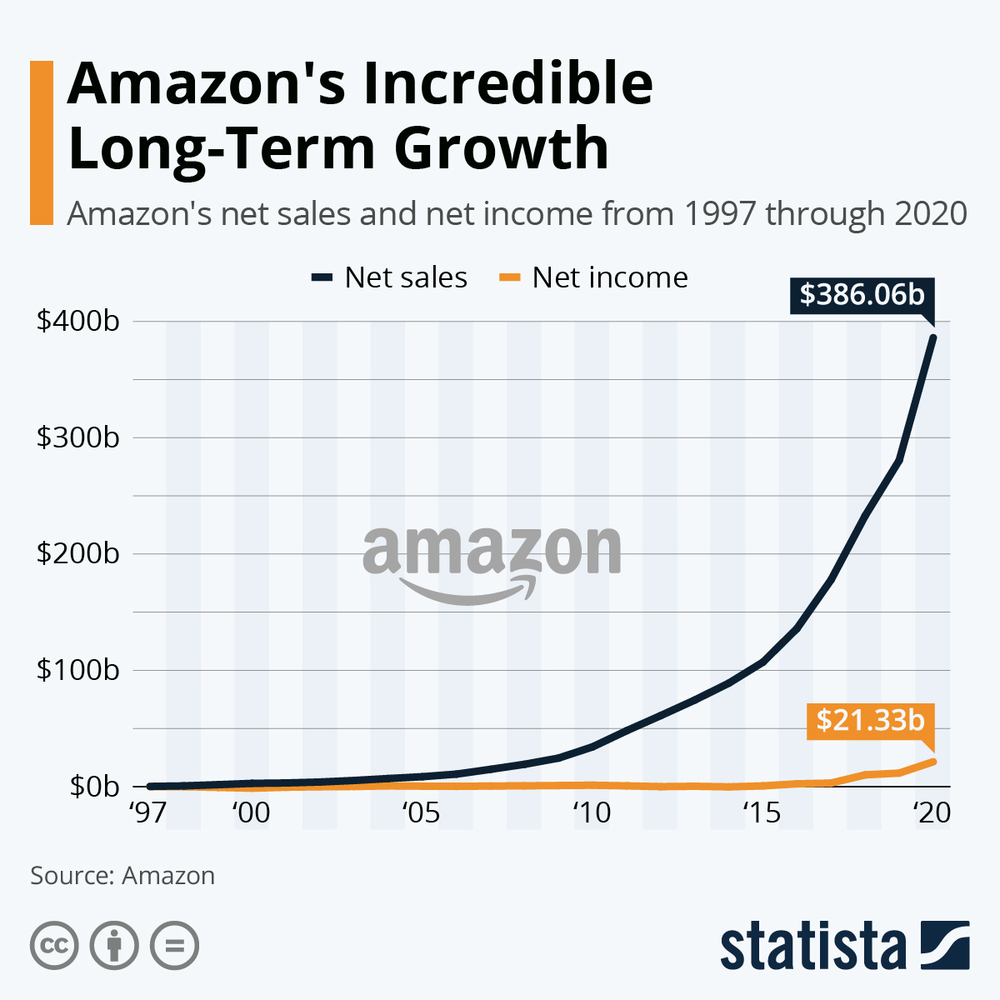 Amazon's Incredible
Long-Term Growth
Amazon's net sales and net income from 1997 through 2020
Net sales
Net income
$386.06b
$400b
$300b
$200b
$100b
$0b
amazon
$21.33b
‘97
‘00
‘05
‘10
‘15
‘20
Source: Amazon
cc
=
statista